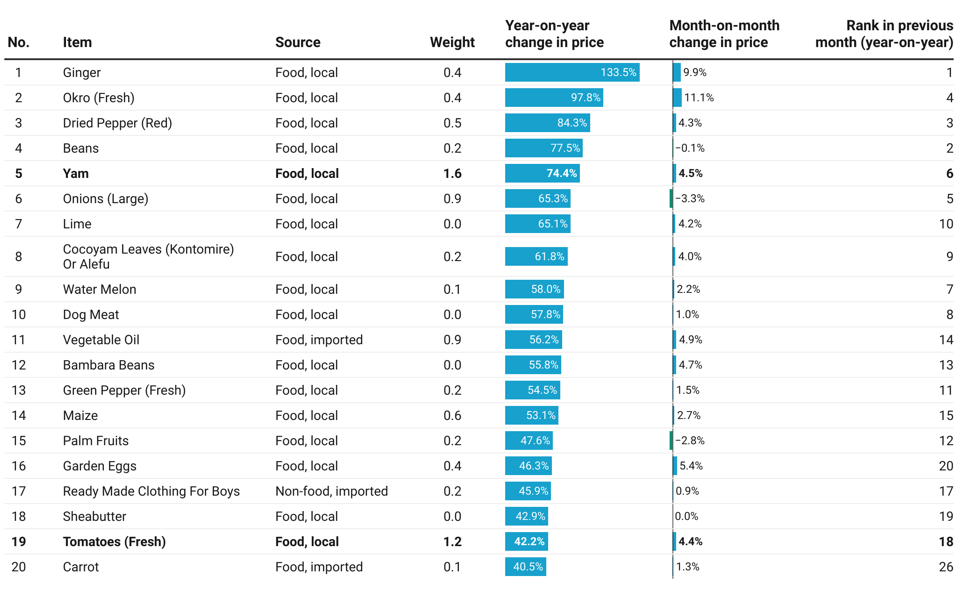 No. Item Source Weight Year-on-year change in price Month-on-month change in price Rank in previous month (year-on-year)
1 Ginger Food, local 0.4 133.5% 9.9% 1
2 Okro (Fresh) Food, local 0.4 97.8% 11.1% 4
3 Dried Pepper (Red) Food, local 0.5 84.3% 4.3% 3
4 Beans Food, local 0.2 77.5% −0.1% 2
5 Yam Food, local 1.6 74.4% 4.5% 6
6 Onions (Large) Food, local 0.9 65.3% −3.3% 5
7 Lime Food, local 0.0 65.1% 4.2% 10
8 Cocoyam Leaves (Kontomire) Or Alefu Food, local 0.2 61.8% 4.0% 9
9 Water Melon Food, local 0.1 58.0% 2.2% 7
10 Dog Meat Food, local 0.0 57.8% 1.0% 8
11 Vegetable Oil Food, imported 0.9 56.2% 4.9% 14
12 Bambara Beans Food, local 0.0 55.8% 4.7% 13
13 Green Pepper (Fresh) Food, local 0.2 54.5% 1.5% 11
14 Maize Food, local 0.6 53.1% 2.7% 15
15 Palm Fruits Food, local 0.2 47.6% −2.8% 12
16 Garden Eggs Food, local 0.4 46.3% 5.4% 20
17 Ready Made Clothing For Boys Non-food, imported 0.2 45.9% 0.9% 17
18 Sheabutter Food, local 0.0 42.9% 0.0% 19
19 Tomatoes (Fresh) Food, local 1.2 42.2% 4.4% 18
20 Carrot Food, imported 0.1 40.5% 1.3% 26